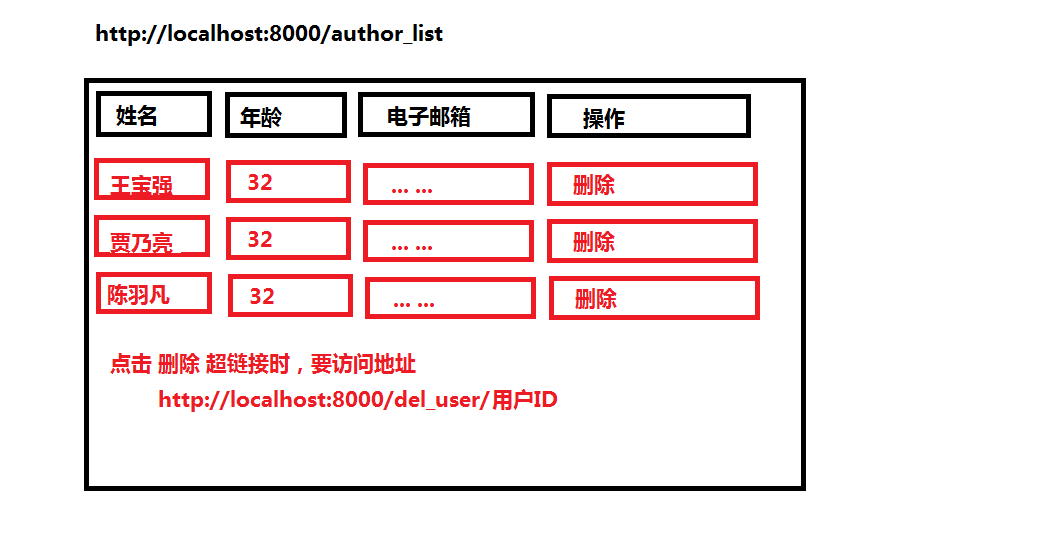 http://localhost:8000/author_list
姓名 年龄 电子邮箱 操作
王宝强 32 ... ... 删除
贾乃亮 32 ... ... 删除
陈羽凡 32 ... ... 删除
点击 删除 超链接时，要访问地址
http://localhost:8000/del_user/用户ID